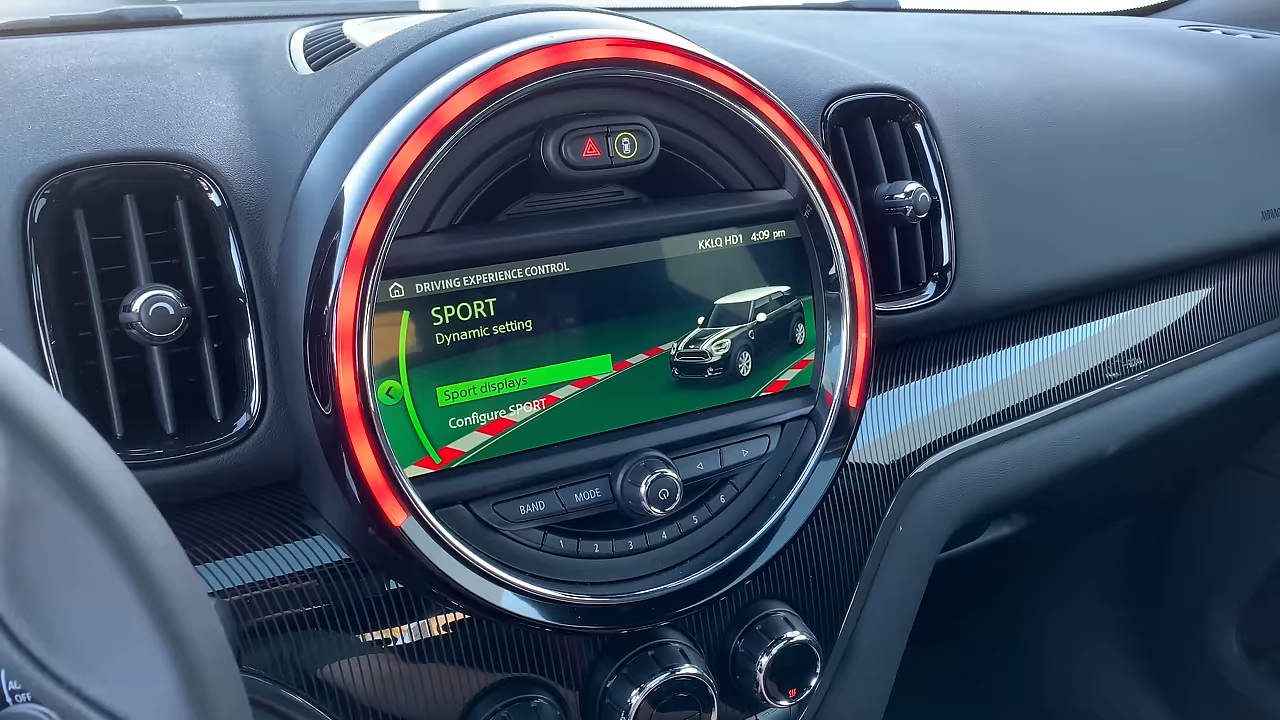 KKLQ HD1 4:09 pm
DRIVING EXPERIENCE CONTROL
SPORT
Dynamic setting
Sport displays
Configure SPORT
BAND MODE
1 2 3 4 5 6
OFF